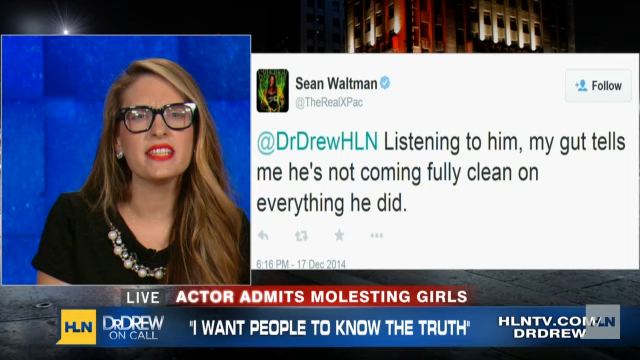 Sean Waltman
@TheRealXPac
Follow
@DrDrewHLN Listening to him, my gut tells
me he's not coming fully clean on
everything he did.
6:16 PM - 17 Dec 2014
LIVE ACTOR ADMITS MOLESTING GIRLS
HLN DR.DREW
ON CALL
"I WANT PEOPLE TO KNOW THE TRUTH"
HLNTV.COM/
DRDREW
HLN